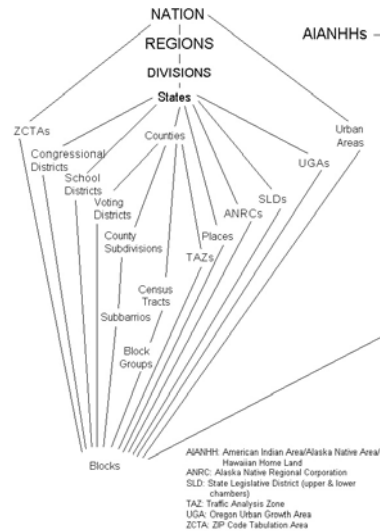 NATION
AIANHHs
REGIONS
DIVISIONS
States
ZCTAs
Counties
Urban
Areas
Congressional
Districts
UGAs
School
Districts
SLDs
Voting
Districts
ANRCs
County
Subdivisions
Places
TAZs
Census
Tracts
Subbarrios
Block
Groups
Blocks
AIANHH: American Indian Area/Alaska Native Area/
Hawaiian Home Land
ANRC: Alaska Native Regional Corporation
SLD: State Legislative District (upper & lower
chambers)
TAZ: Traffic Analysis Zone
UGA: Oregon Urban Growth Area
ZCTA: ZIP Code Tabulation Area